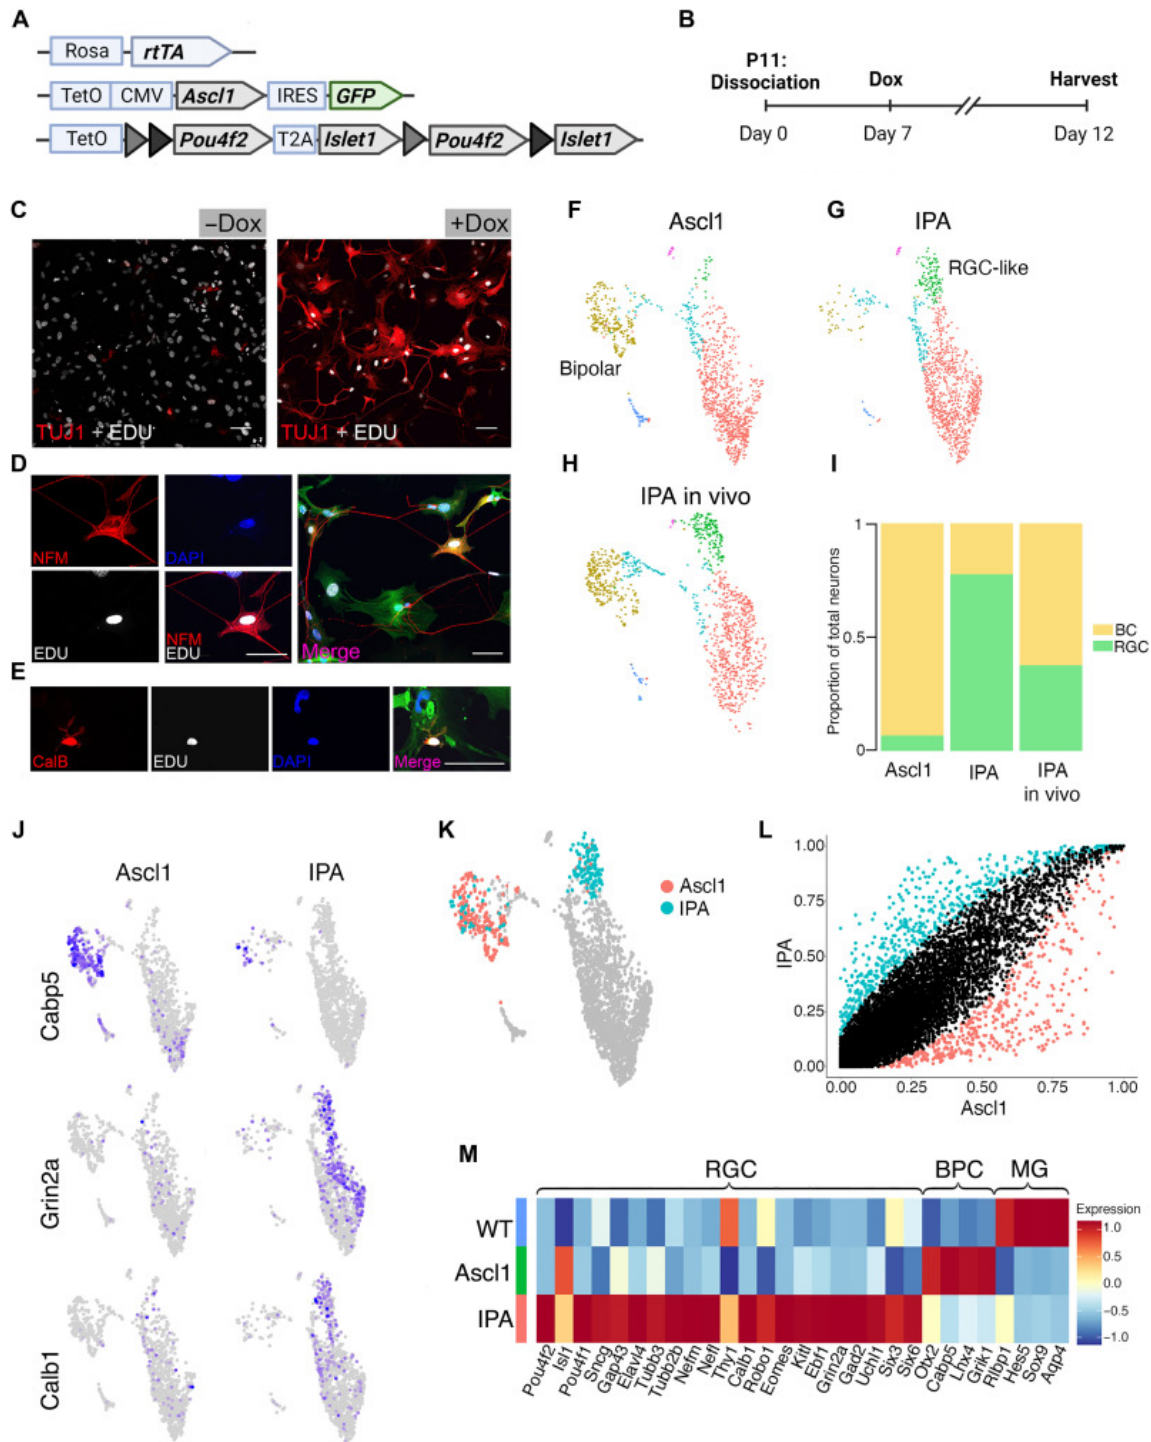 A
Rosa rtTA
TetO CMV Ascl1 IRES GFP
TetO Pou4f2 T2A Islet1 Pou4f2 Islet1
B
P11:
Dissociation Dox Harvest
Day 0 Day 7 Day 12
C
–Dox +Dox
TUJ1 + EDU TUJ1 + EDU
D
NFM DAPI
EDU NFM
EDU Merge
E
CalB EDU DAPI Merge
F
Ascl1
Bipolar
G
IPA
RGC-like
H
IPA in vivo
I
Proportion of total neurons
1
0.5
0
BC
RGC
Ascl1 IPA IPA
in vivo
J
Ascl1 IPA
Cabp5
Grin2a
Calb1
K
Ascl1
IPA
L
IPA
1.00
0.75
0.50
0.25
0.00
0.00 0.25 0.50 0.75 1.00
Ascl1
M
RGC BPC MG
WT
Ascl1
IPA
Expression
1.0
0.5
0.0
−0.5
−1.0
Pou4f2
Isl1
Pou4f1
Sncg
Gap43
Elavl4
Tubb3
Tubb2b
Nefm
Nefl
Thy1
Calb1
Robo1
Eomes
Kitl
Ebf1
Grin2a
Gad2
Uchl1
Six3
Six6
Otx2
Cabp5
Lhx4
Grik1
Rlbp1
Hes5
Sox9
Aqp4